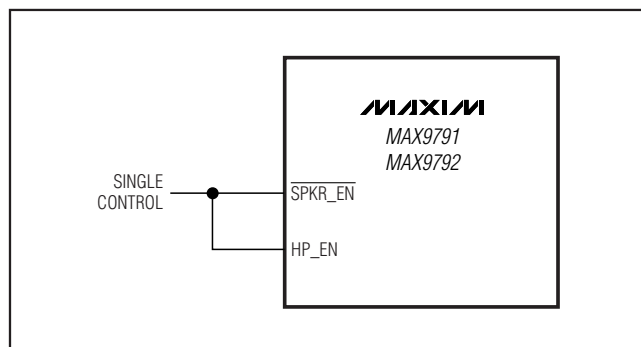 MAXIM
MAX9791
MAX9792
SINGLE
CONTROL
SPKR_EN
HP_EN